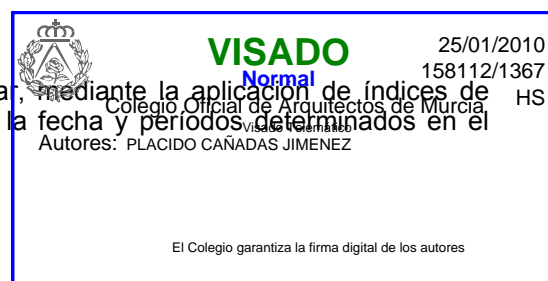 VISADO
25/01/2010
Normal
158112/1367
ar, mediante la aplicación de índices de
Colegio Oficial de Arquitectos de Murcia
HS
la fecha y períodos determinados en el
Visado Telemático
Autores: PLACIDO CAÑADAS JIMENEZ
El Colegio garantiza la firma digital de los autores